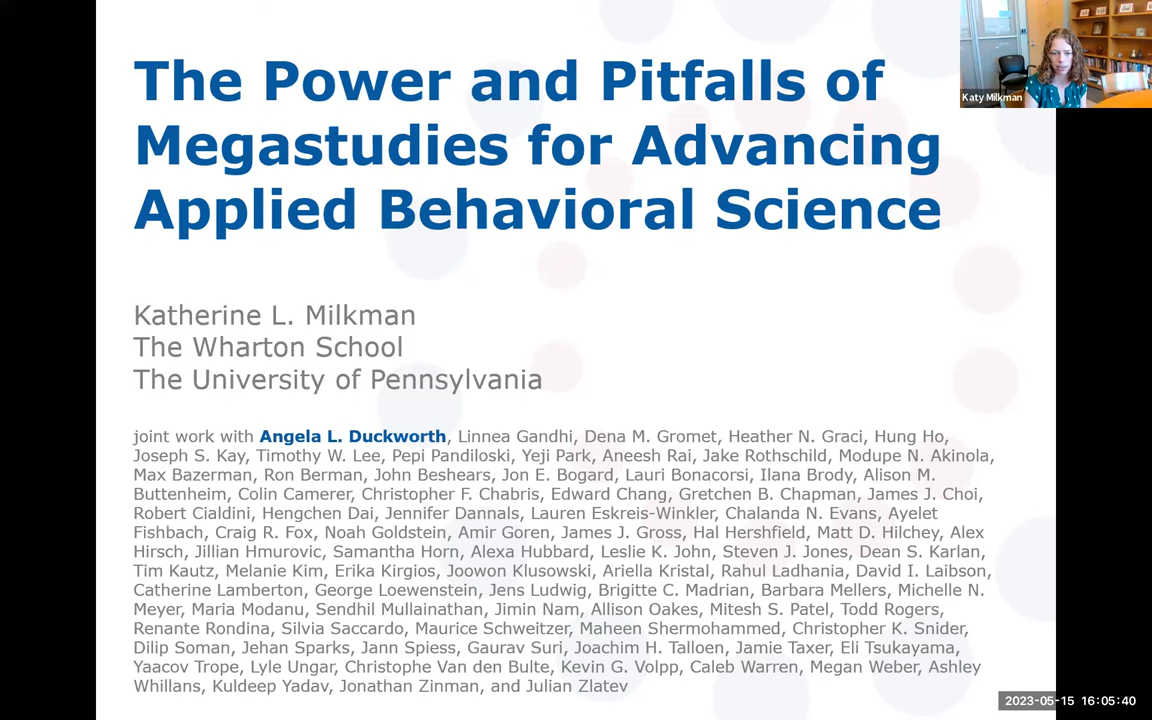 The Power and Pitfalls of
Megastudies for Advancing
Applied Behavioral Science
Katy Milkman
Katherine L. Milkman
The Wharton School
The University of Pennsylvania
joint work with Angela L. Duckworth, Linnea Gandhi, Dena M. Gromet, Heather N. Graci, Hung Ho,
Joseph S. Kay, Timothy W. Lee, Pepi Pandiloski, Yeji Park, Aneesh Rai, Jake Rothschild, Modupe N. Akinola,
Max Bazerman, Ron Berman, John Beshears, Jon E. Bogard, Lauri Bonacorsi, Ilana Brody, Alison M.
Buttenheim, Colin Camerer, Christopher F. Chabris, Edward Chang, Gretchen B. Chapman, James J. Choi,
Robert Cialdini, Hengchen Dai, Jennifer Dannals, Lauren Eskreis-Winkler, Chalanda N. Evans, Ayelet
Fishbach, Craig R. Fox, Noah Goldstein, Amir Goren, James J. Gross, Hal Hershfield, Matt D. Hilchey, Alex
Hirsch, Jillian Hmurovic, Samantha Horn, Alexa Hubbard, Leslie K. John, Steven J. Jones, Dean S. Karlan,
Tim Kautz, Melanie Kim, Erika Kirgios, Joowon Klusowski, Ariella Kristal, Rahul Ladhania, David I. Laibson,
Catherine Lamberton, George Loewenstein, Jens Ludwig, Brigitte C. Madrian, Barbara Mellers, Michelle N.
Meyer, Maria Modanu, Sendhil Mullainathan, Jimin Nam, Allison Oakes, Mitesh S. Patel, Todd Rogers,
Renante Rondina, Silvia Saccardo, Maurice Schweitzer, Maheen Shermohammed, Christopher K. Snider,
Dilip Soman, Jehan Sparks, Jann Spiess, Gaurav Suri, Joachim H. Talloen, Jamie Taxer, Eli Tsukayama,
Yaacov Trope, Lyle Ungar, Christophe Van den Bulte, Kevin G. Volpp, Caleb Warren, Megan Weber, Ashley
Whillans, Kuldeep Yadav, Jonathan Zinman, and Julian Zlatev
2023-05-15 16:05:40